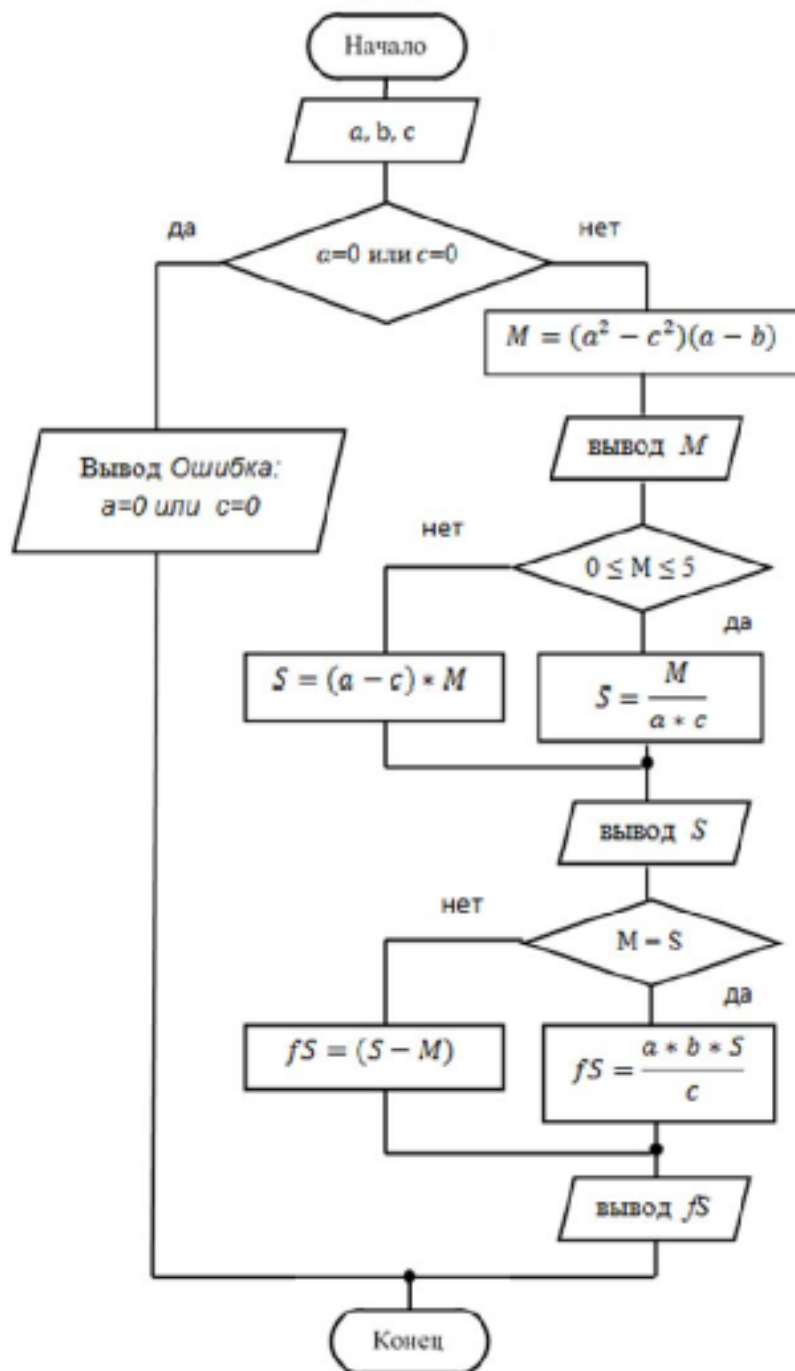 Начало
a, b, c
да
нет
a=0 или c=0
M = (a² − c²)(a − b)
Вывод Ошибка:
a=0 или c=0
вывод M
нет
0 ≤ M ≤ 5
да
S = (a − c) ∗ M
S = M / a ∗ c
вывод S
нет
M = S
да
fS = (S − M)
fS = a ∗ b ∗ S / c
вывод fS
Конец